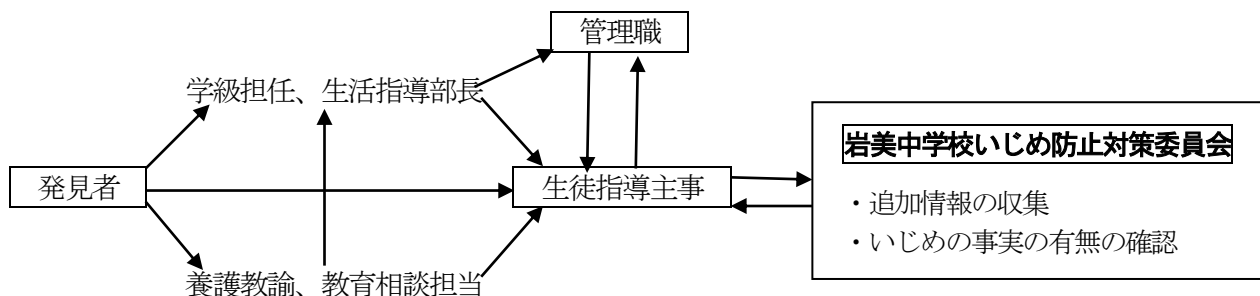 管理職
学級担任、生活指導部長
岩美中学校いじめ防止対策委員会
発見者
生徒指導主事
・追加情報の収集
・いじめの事実の有無の確認
養護教諭、教育相談担当